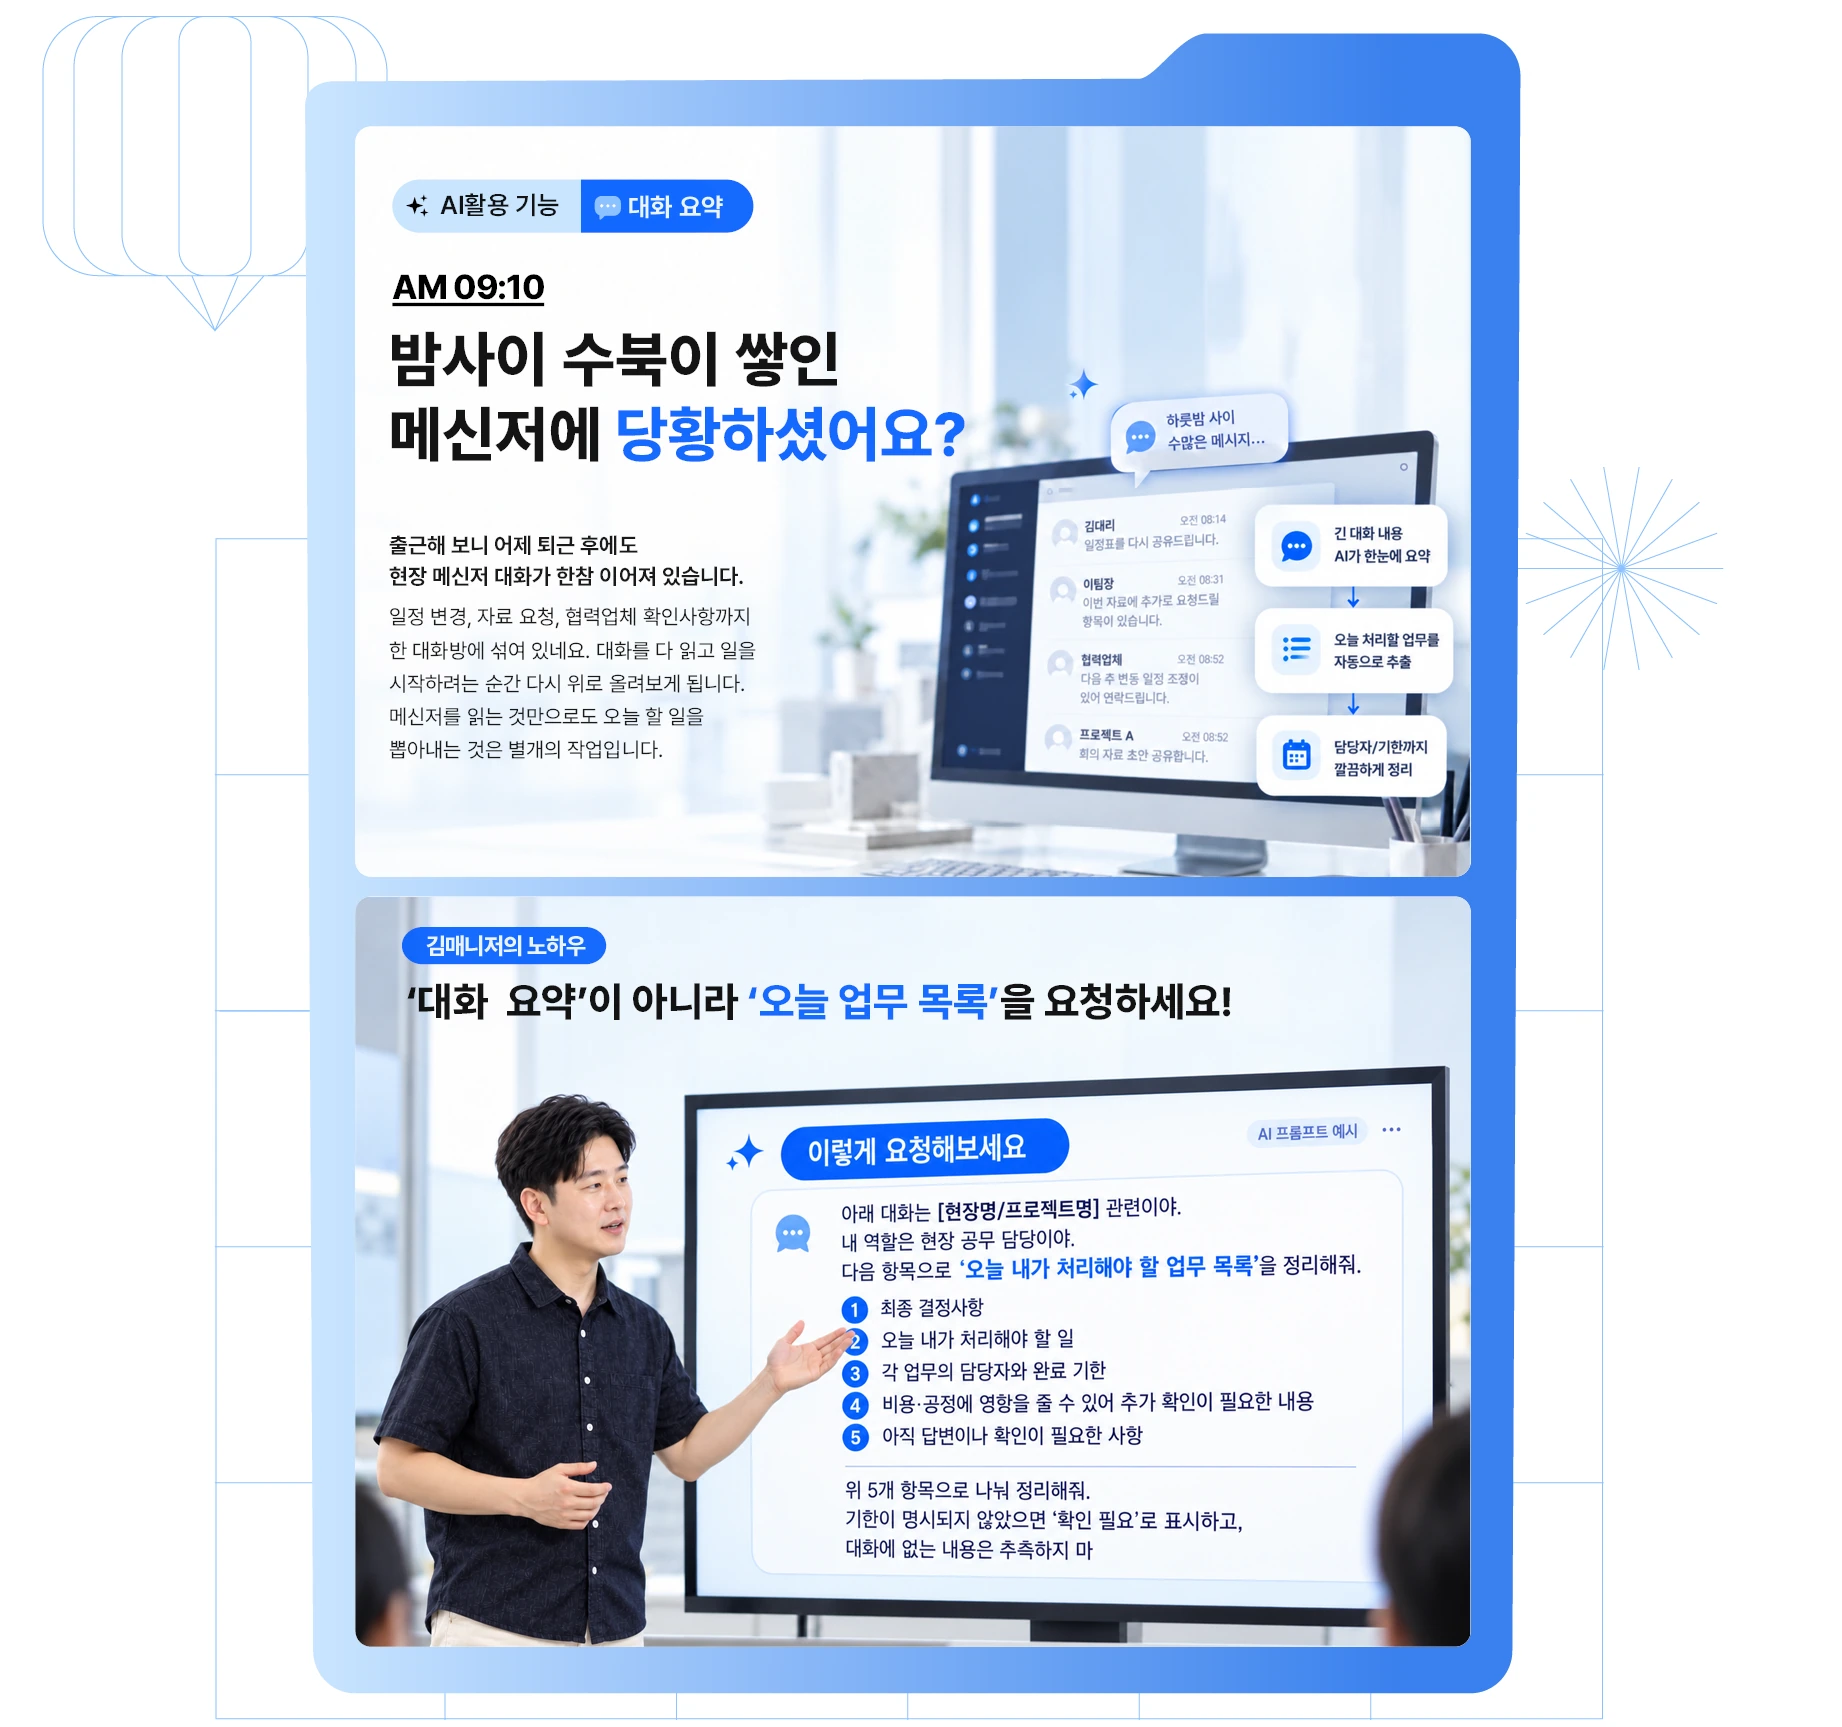 AI활용 기능
대화 요약
AM 09:10
밤사이 수북이 쌓인
메신저에 당황하셨어요?
출근해 보니 어제 퇴근 후에도
현장 메신저 대화가 한참 이어져 있습니다.
일정 변경, 자료 요청, 협력업체 확인사항까지
한 대화방에 섞여 있네요. 대화를 다 읽고 일을
시작하려는 순간 다시 위로 올려보게 됩니다.
메신저를 읽는 것만으로도 오늘 할 일을
뽑아내는 것은 별개의 작업입니다.
하룻밤 사이
수많은 메시지...
김대리 오전 08:14
일정표를 다시 공유드립니다.
이팀장 오전 08:31
이번 자료에 추가로 요청드릴
항목이 있습니다.
협력업체 오전 08:52
다음 주 변동 일정 조정이
있어 연락드립니다.
프로젝트 A 오전 08:52
회의 자료 초안 공유합니다.
긴 대화 내용
AI가 한눈에 요약
오늘 처리할 업무를
자동으로 추출
담당자/기한까지
깔끔하게 정리
김매니저의 노하우
‘대화 요약’이 아니라 ‘오늘 업무 목록’을 요청하세요!
이렇게 요청해보세요
AI 프롬프트 예시
아래 대화는 [현장명/프로젝트명] 관련이야.
내 역할은 현장 공무 담당이야.
다음 항목으로 ‘오늘 내가 처리해야 할 업무 목록’을 정리해줘.
1 최종 결정사항
2 오늘 내가 처리해야 할 일
3 각 업무의 담당자와 완료 기한
4 비용·공정에 영향을 줄 수 있어 추가 확인이 필요한 내용
5 아직 답변이나 확인이 필요한 사항
위 5개 항목으로 나눠 정리해줘.
기한이 명시되지 않았으면 ‘확인 필요’로 표시하고,
대화에 없는 내용은 추측하지 마